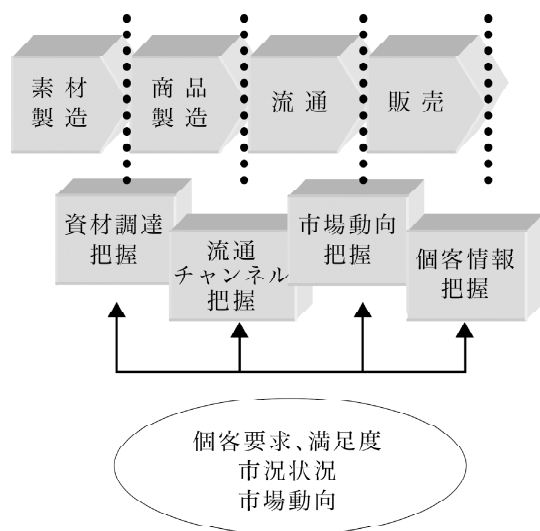 素材
製造
商品
製造
流通
販売
資材調達
把握
流通
チャンネル
把握
市場動向
把握
個客情報
把握
個客要求、満足度
市況状況
市場動向